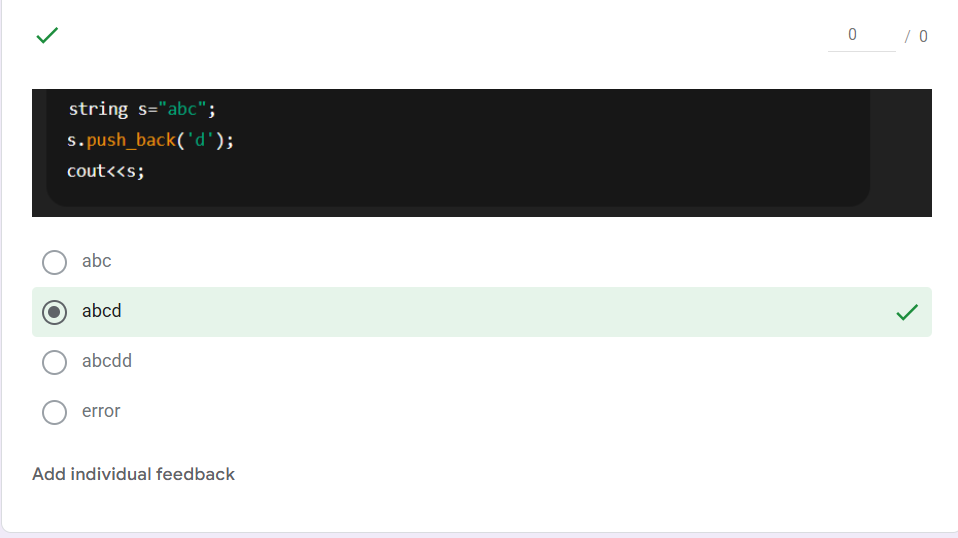 0 / 0
string s="abc";
s.push_back('d');
cout<<s;
abc
abcd
abcdd
error
Add individual feedback